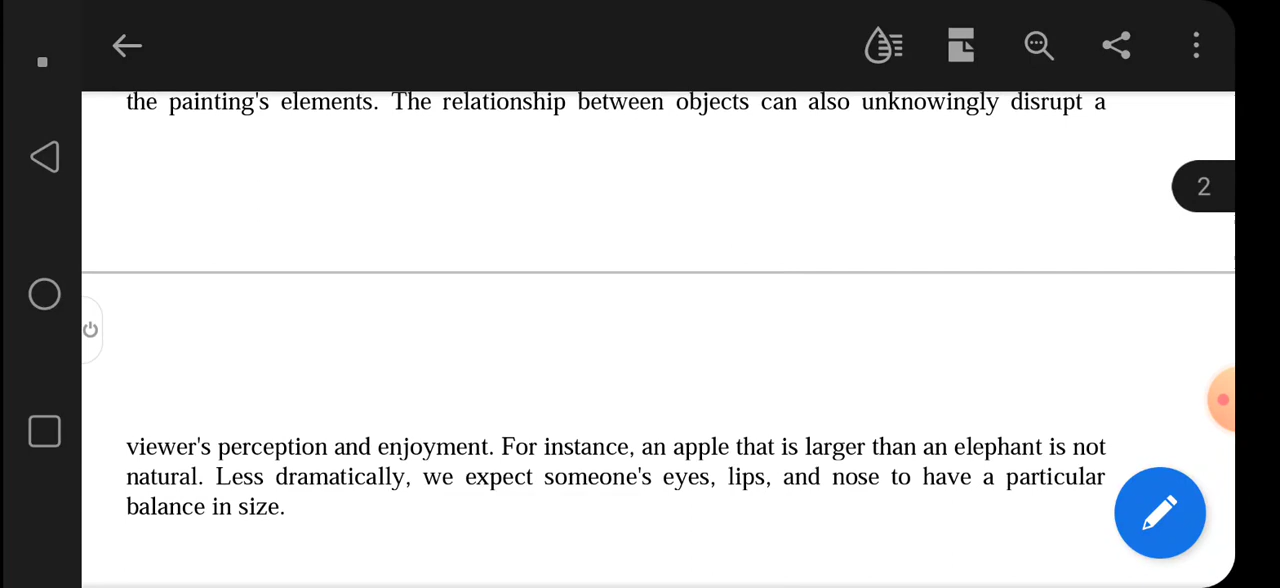 the painting's elements. The relationship between objects can also unknowingly disrupt a
2
viewer's perception and enjoyment. For instance, an apple that is larger than an elephant is not
natural. Less dramatically, we expect someone's eyes, lips, and nose to have a particular
balance in size.